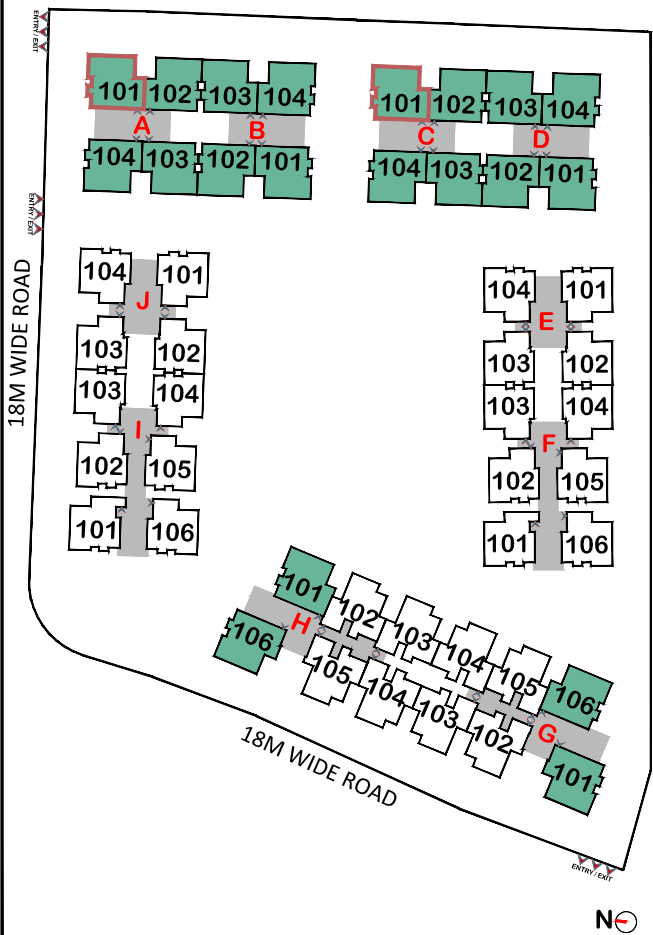 ENTRY / EXIT
101 102 103 104
A B
104 103 102 101
101 102 103 104
C D
104 103 102 101
ENTRY / EXIT
18M WIDE ROAD
104 101
J
103 102
103 104
I
102 105
101 106
104 101
E
103 102
103 104
F
102 105
101 106
101 102 103 104 105 106
H G
106 105 104 103 102 101
18M WIDE ROAD
ENTRY / EXIT
N